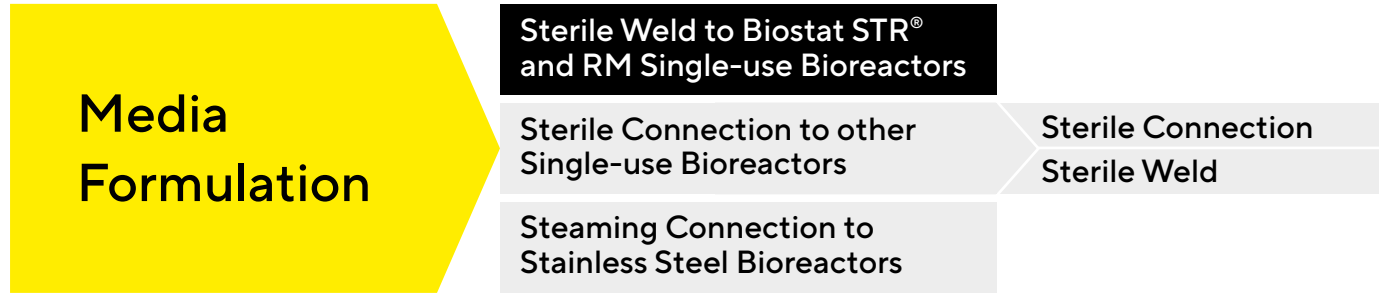 Media
Formulation
Sterile Weld to Biostat STR®
and RM Single-use Bioreactors
Sterile Connection to other
Single-use Bioreactors
Sterile Connection
Sterile Weld
Steaming Connection to
Stainless Steel Bioreactors